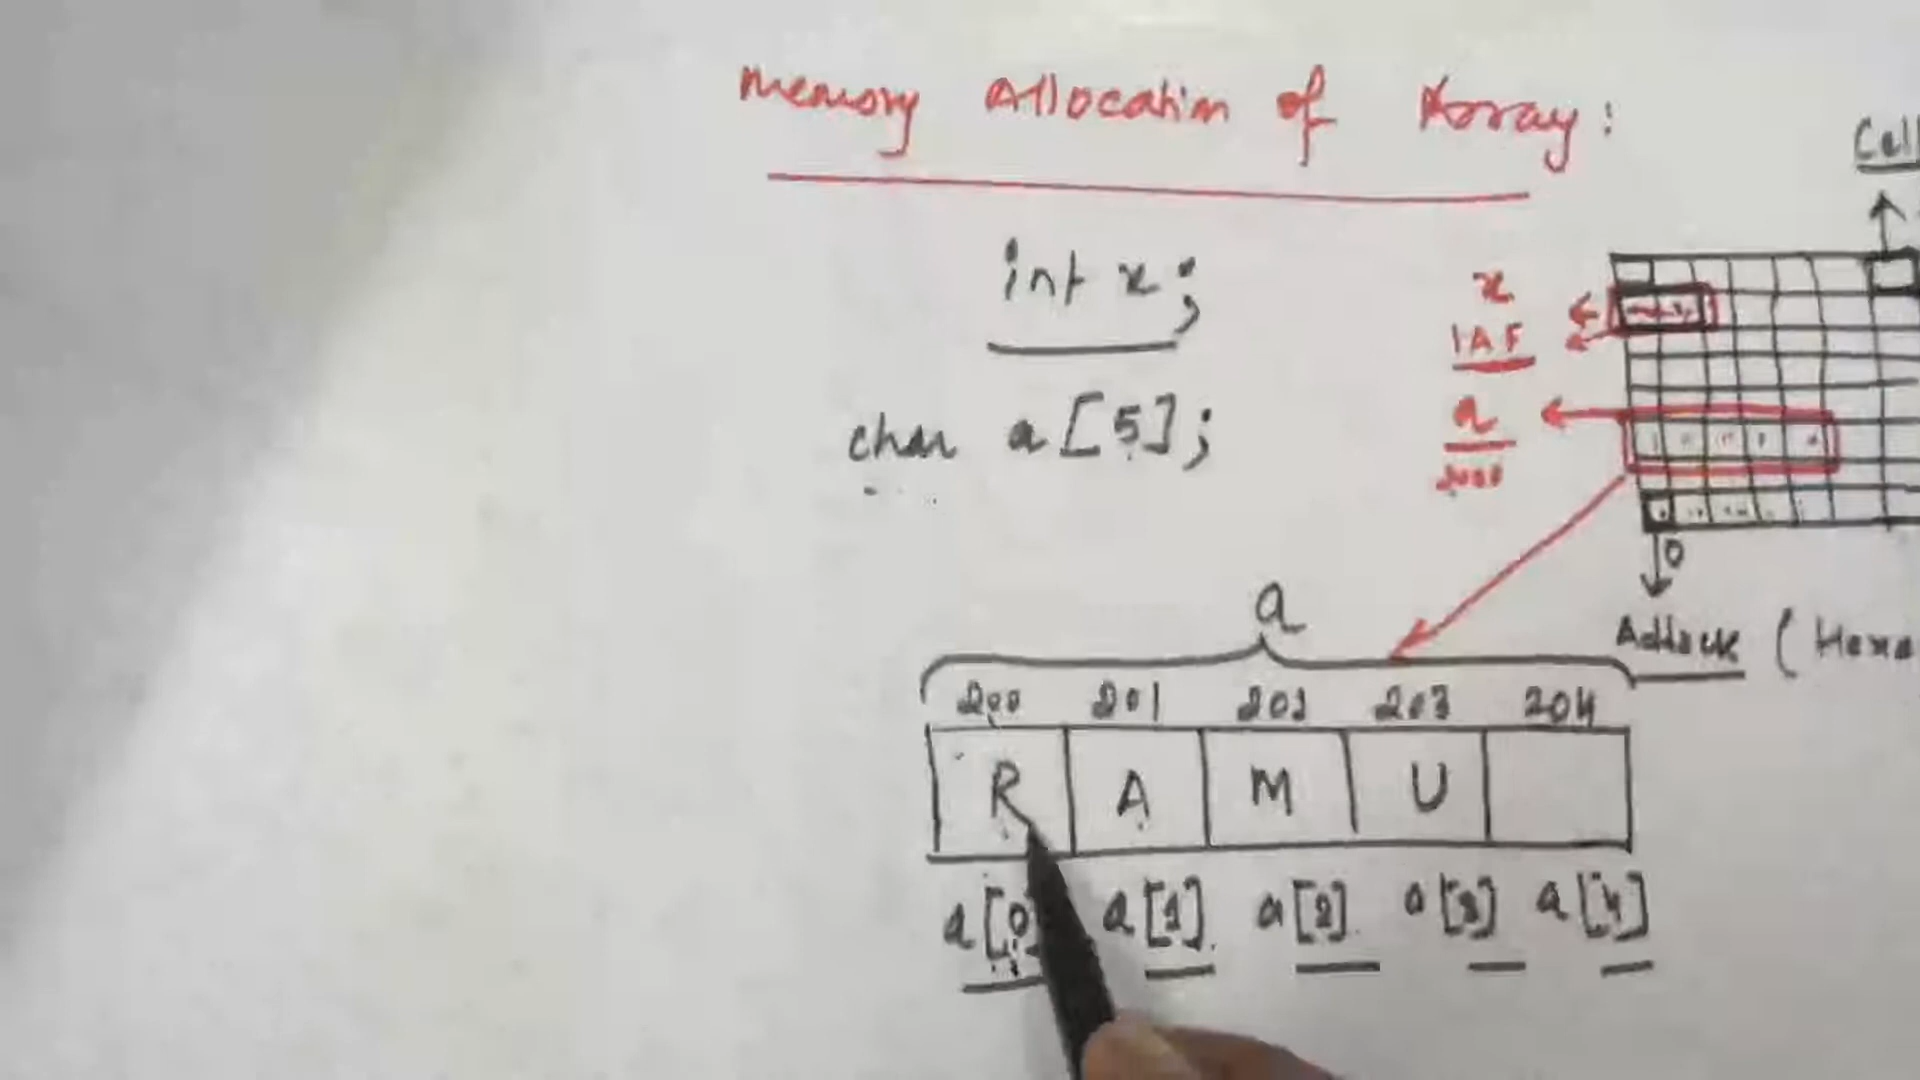 Memory Allocation of Array:
Cell
int x;
x
1AF
char a[5];
a
0
a
Address (Hexa
200 201 202 203 204
R A M U
a[0] a[1] a[2] a[3] a[4]